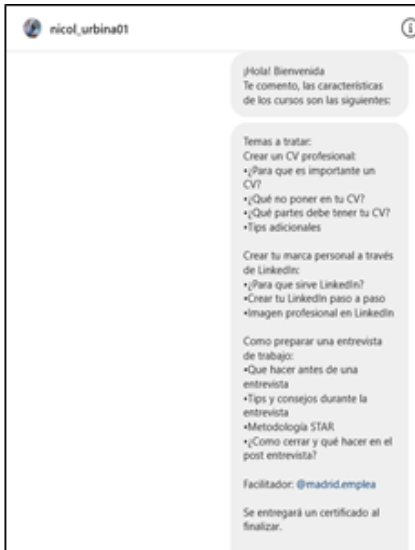 nicol_urbina01
¡Hola! Bienvenida
Te comento, las características
de los cursos son las siguientes:
Temas a tratar:
Crear un CV profesional:
•¿Para que es importante un
CV?
•¿Qué no poner en tu CV?
•¿Qué partes debe tener tu CV?
•Tips adicionales
Crear tu marca personal a través
de LinkedIn:
•¿Para que sirve LinkedIn?
•Crear tu LinkedIn paso a paso
•Imagen profesional en LinkedIn
Como preparar una entrevista
de trabajo:
•Que hacer antes de una
entrevista
•Tips y consejos durante la
entrevista
•Metodología STAR
•¿Como cerrar y qué hacer en el
post entrevista?
Facilitador: @madrid.emplea
Se entregará un certificado al
finalizar.